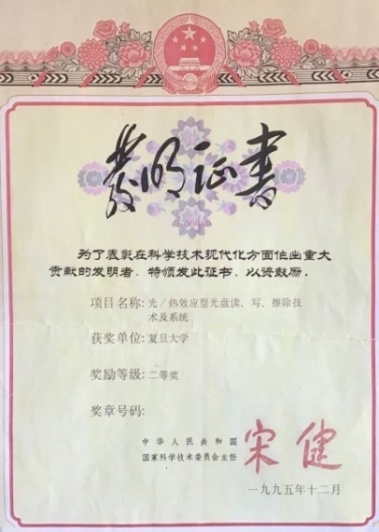 发明证书
为了表彰在科学技术现代化方面作出重大
贡献的发明者，特颁发此证书，以资鼓励。
项目名称:光/热效应型光盘读、写、擦除技
术及系统
获奖单位:复旦大学
奖励等级:二等奖
奖章号码:
中华人民共和国
国家科学技术委员会主任
宋健
一九九五年十二月